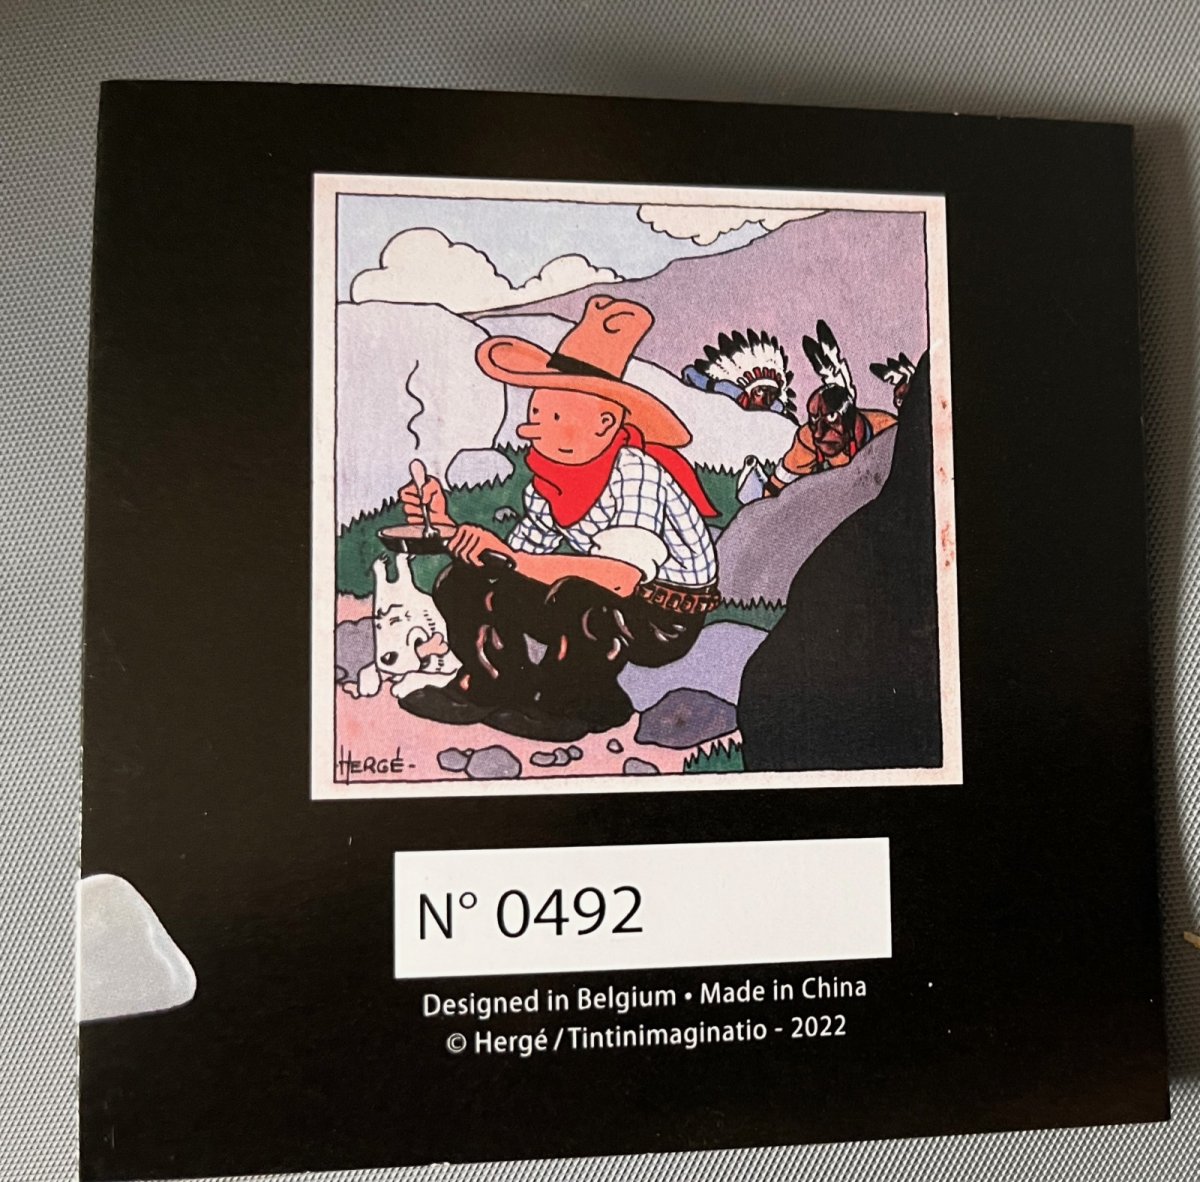 HERGÉ-
N° 0492
Designed in Belgium • Made in China
© Hergé / Tintinimaginatio - 2022